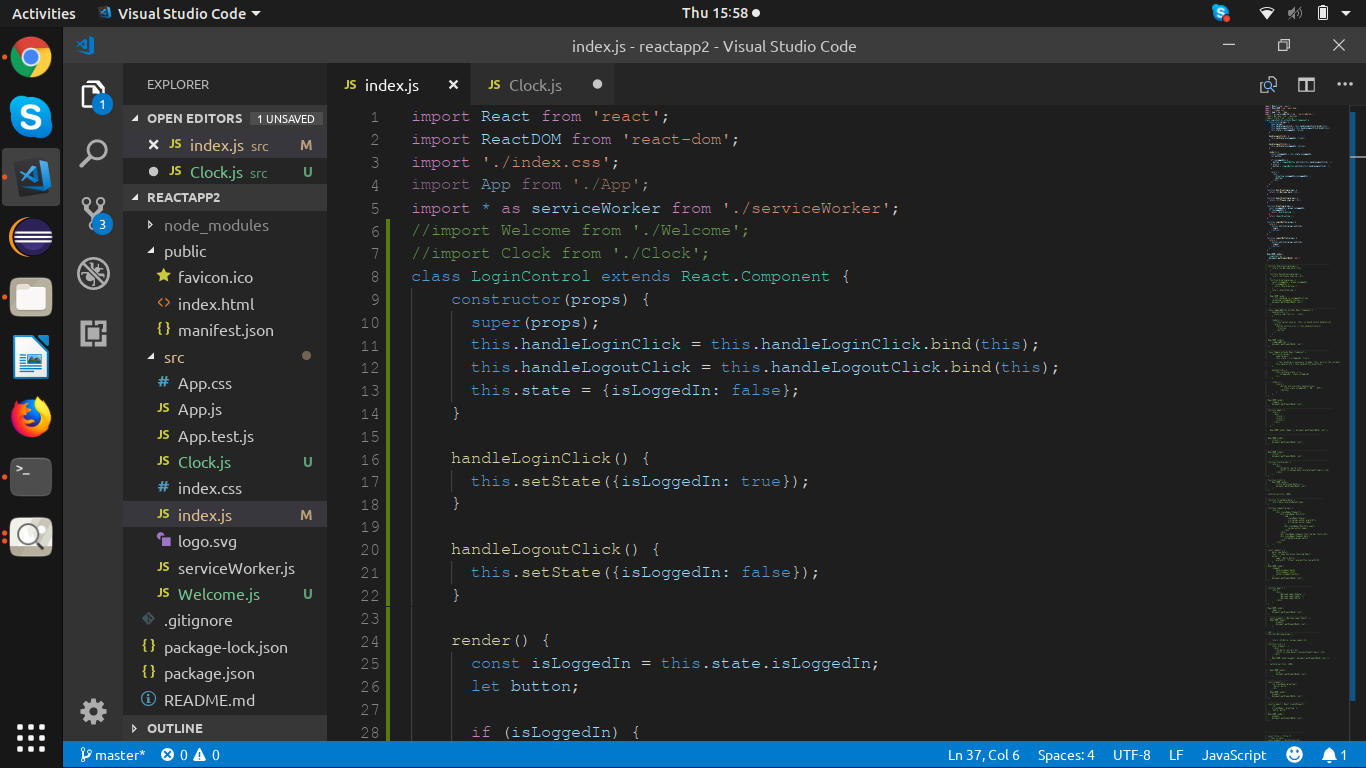 Activities Visual Studio Code Thu 15:58
index.js - reactapp2 - Visual Studio Code
EXPLORER
OPEN EDITORS 1 UNSAVED
index.js src M
Clock.js src U
REACTAPP2
node_modules
public
favicon.ico
index.html
manifest.json
src
App.css
App.js
App.test.js
Clock.js U
index.css
index.js M
logo.svg
serviceWorker.js
Welcome.js U
.gitignore
package-lock.json
package.json
README.md
OUTLINE
1
3
JS index.js JS Clock.js
1 import React from 'react';
2 import ReactDOM from 'react-dom';
3 import './index.css';
4 import App from './App';
5 import * as serviceWorker from './serviceWorker';
6 //import Welcome from './Welcome';
7 //import Clock from './Clock';
8 class LoginControl extends React.Component {
9 constructor(props) {
10 super(props);
11 this.handleLoginClick = this.handleLoginClick.bind(this);
12 this.handleLogoutClick = this.handleLogoutClick.bind(this);
13 this.state = {isLoggedIn: false};
14 }
15
16 handleLoginClick() {
17 this.setState({isLoggedIn: true});
18 }
19
20 handleLogoutClick() {
21 this.setState({isLoggedIn: false});
22 }
23
24 render() {
25 const isLoggedIn = this.state.isLoggedIn;
26 let button;
27
28 if (isLoggedIn) {
master* 0 0 Ln 37, Col 6 Spaces: 4 UTF-8 LF JavaScript 1